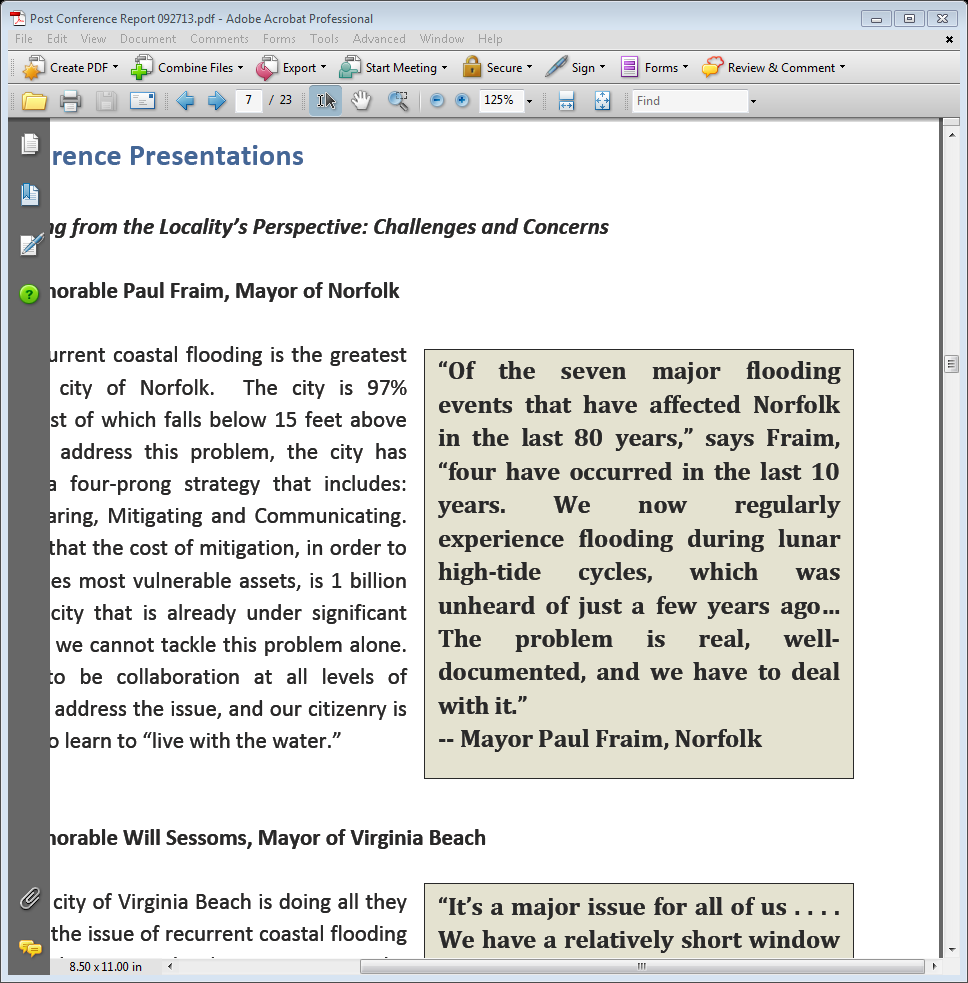 Post Conference Report 092713.pdf - Adobe Acrobat Professional
File Edit View Document Comments Forms Tools Advanced Window Help
Create PDF Combine Files Export Start Meeting Secure Sign Forms Review & Comment
7 / 23 125% Find
rence Presentations
ng from the Locality’s Perspective: Challenges and Concerns
norable Paul Fraim, Mayor of Norfolk
urrent coastal flooding is the greatest
city of Norfolk. The city is 97%
st of which falls below 15 feet above
address this problem, the city has
a four-prong strategy that includes:
aring, Mitigating and Communicating.
that the cost of mitigation, in order to
es most vulnerable assets, is 1 billion
city that is already under significant
we cannot tackle this problem alone.
to be collaboration at all levels of
address the issue, and our citizenry is
o learn to “live with the water.”
“Of the seven major flooding
events that have affected Norfolk
in the last 80 years,” says Fraim,
“four have occurred in the last 10
years. We now regularly
experience flooding during lunar
high-tide cycles, which was
unheard of just a few years ago…
The problem is real, well-
documented, and we have to deal
with it.”
-- Mayor Paul Fraim, Norfolk
norable Will Sessoms, Mayor of Virginia Beach
city of Virginia Beach is doing all they
the issue of recurrent coastal flooding
“It’s a major issue for all of us . . . .
We have a relatively short window
8.50 x 11.00 in